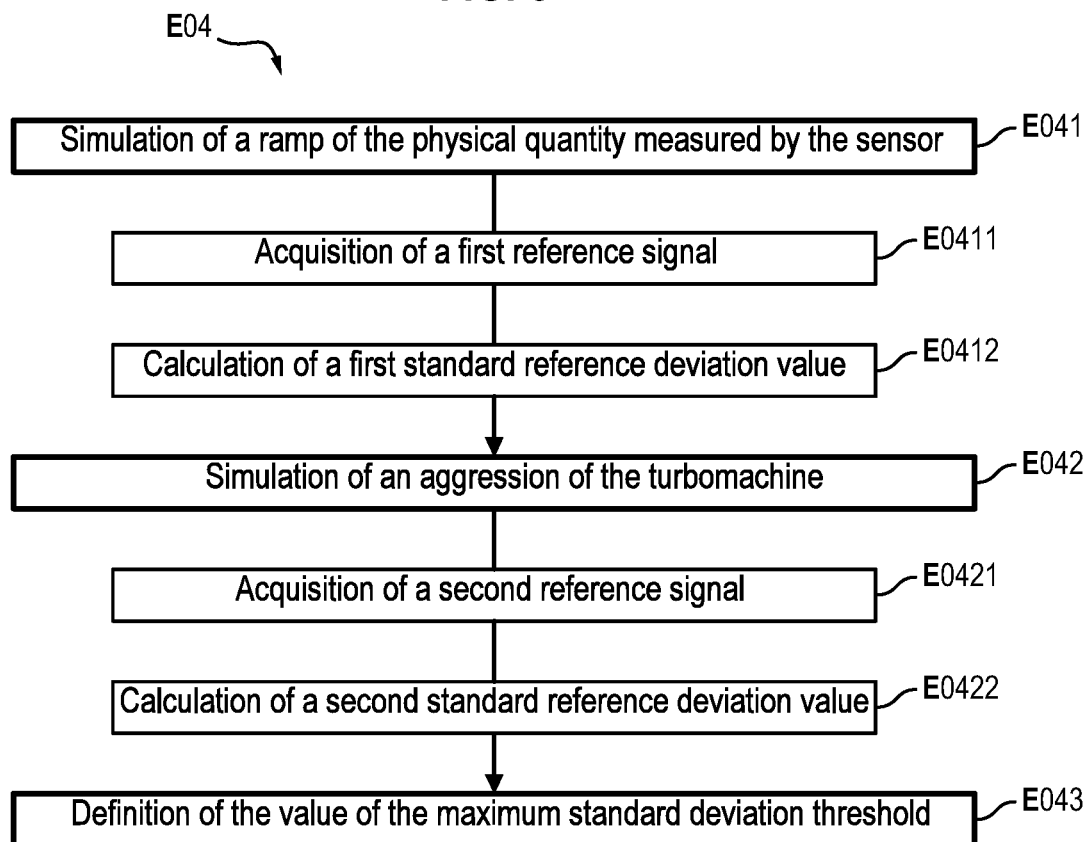 E04
Simulation of a ramp of the physical quantity measured by the sensor
E041
Acquisition of a first reference signal
E0411
Calculation of a first standard reference deviation value
E0412
Simulation of an aggression of the turbomachine
E042
Acquisition of a second reference signal
E0421
Calculation of a second standard reference deviation value
E0422
Definition of the value of the maximum standard deviation threshold
E043